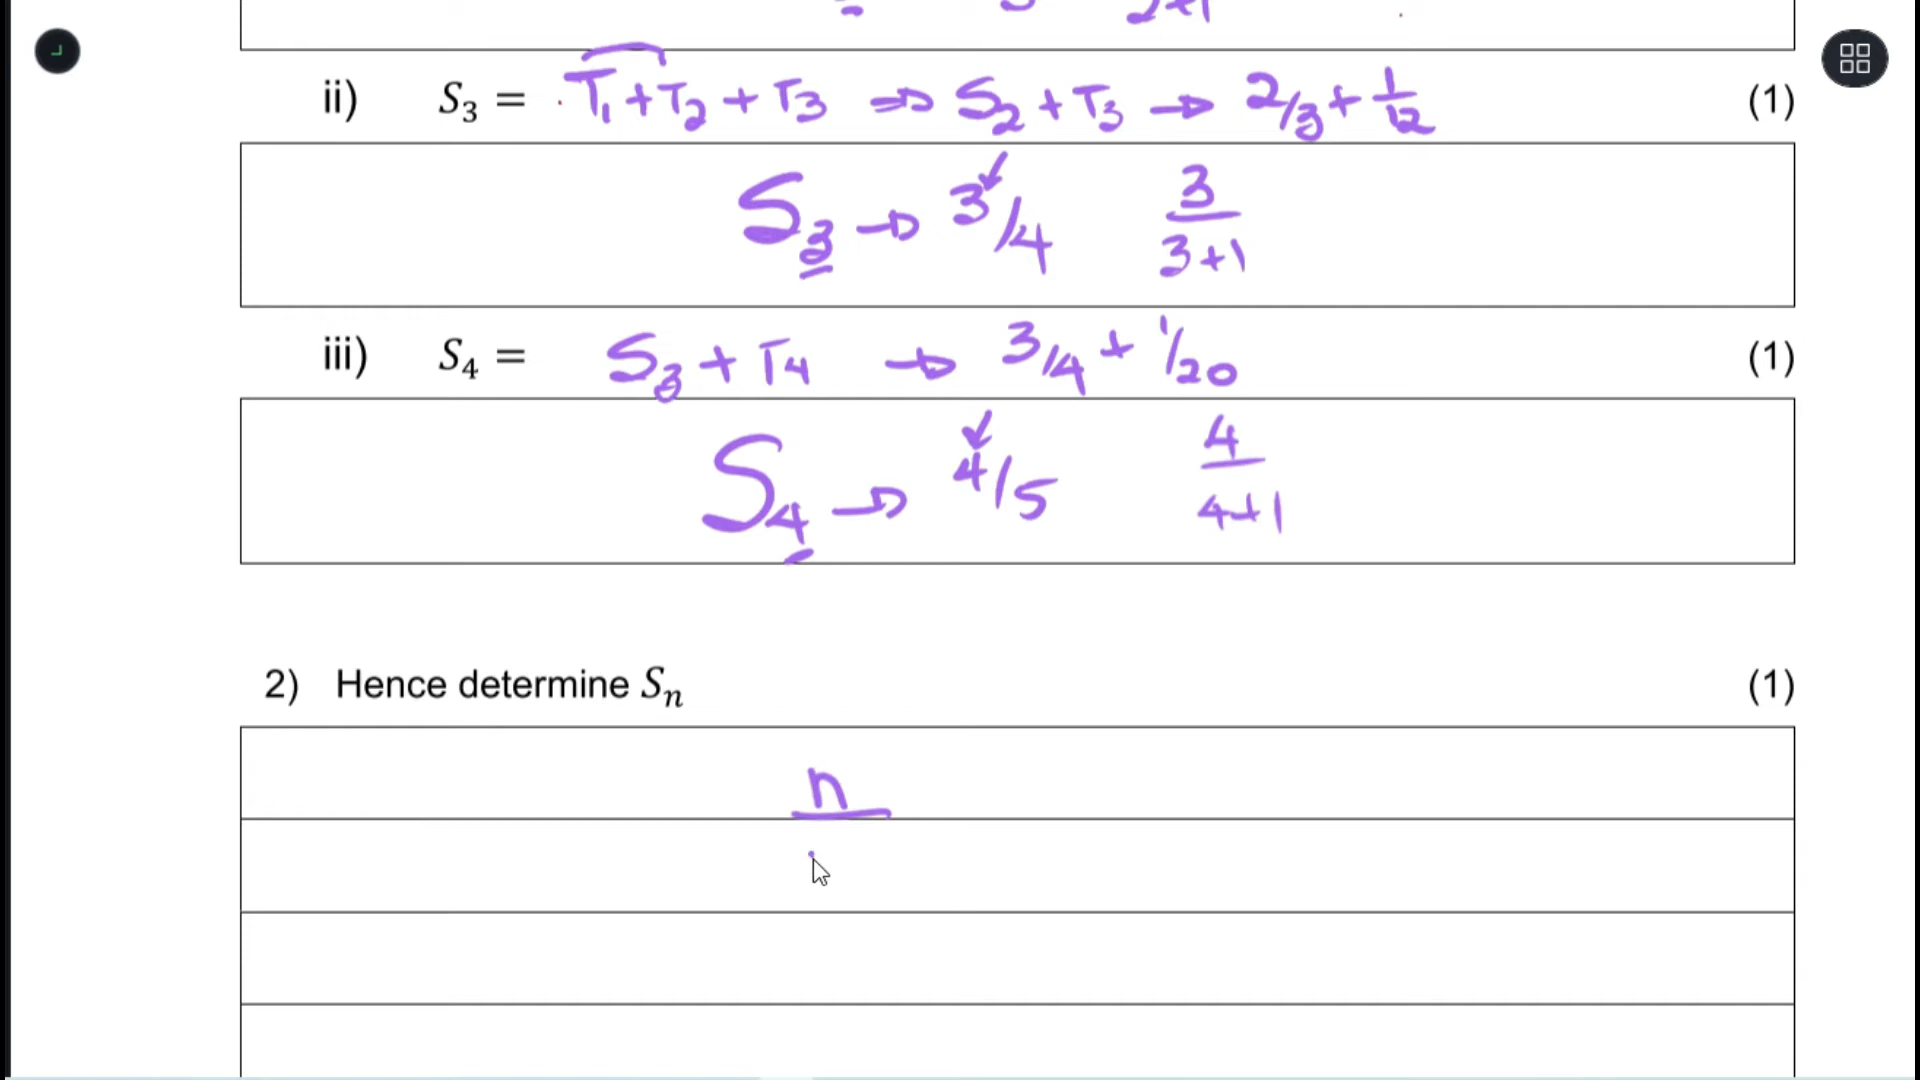 2+1
ii) S₃ = T₁+T₂+T₃ ⇒ S₂+T₃ → 2/3+1/12 (1)
S₃ → 3/4 3/(3+1)
iii) S₄ = S₃+T₄ → 3/4+1/20 (1)
S₄ → 4/5 4/(4+1)
2) Hence determine Sₙ (1)
n